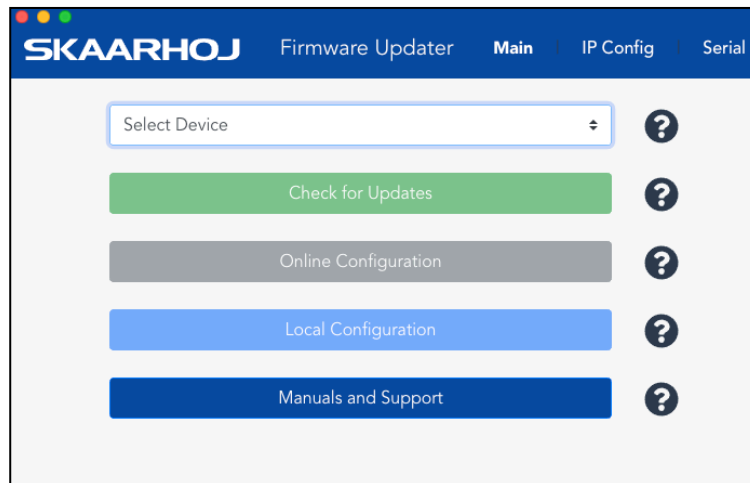 SKAARHOJ Firmware Updater Main IP Config Serial
Select Device
?
Check for Updates
?
Online Configuration
?
Local Configuration
?
Manuals and Support
?